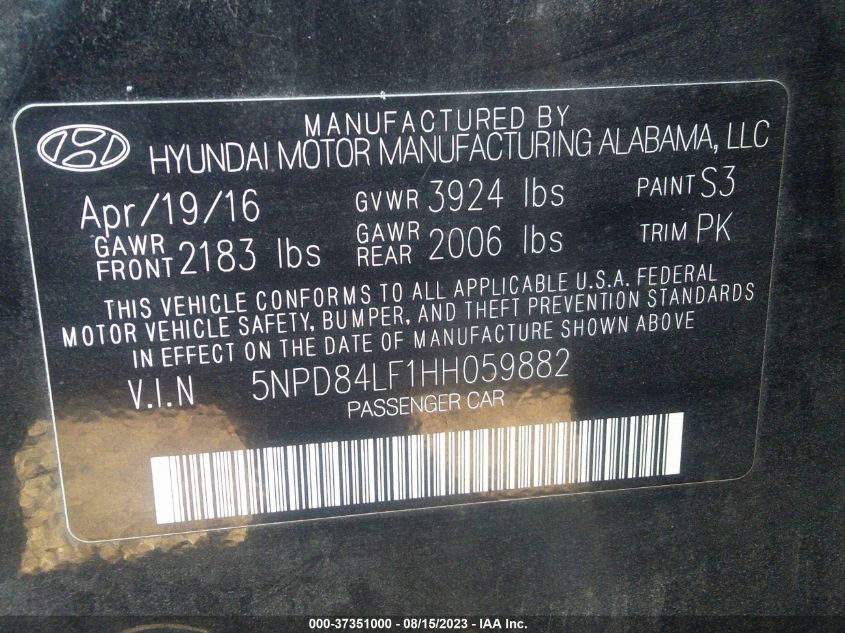 MANUFACTURED BY
HYUNDAI MOTOR MANUFACTURING ALABAMA, LLC
Apr/19/16 GVWR 3924 lbs PAINT S3
GAWR FRONT 2183 lbs GAWR REAR 2006 lbs TRIM PK
THIS VEHICLE CONFORMS TO ALL APPLICABLE U.S.A. FEDERAL
MOTOR VEHICLE SAFETY, BUMPER, AND THEFT PREVENTION STANDARDS
IN EFFECT ON THE DATE OF MANUFACTURE SHOWN ABOVE
V.I.N 5NPD84LF1HH059882
PASSENGER CAR
000-37351000 - 08/15/2023 - IAA Inc.